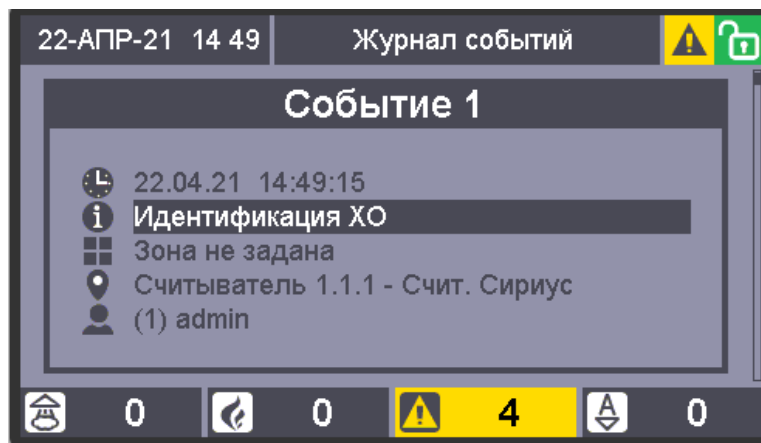 22-АПР-21 14 49 Журнал событий
Событие 1
22.04.21 14:49:15
Идентификация ХО
Зона не задана
Считыватель 1.1.1 - Счит. Сириус
(1) admin
0 0 4 A 0